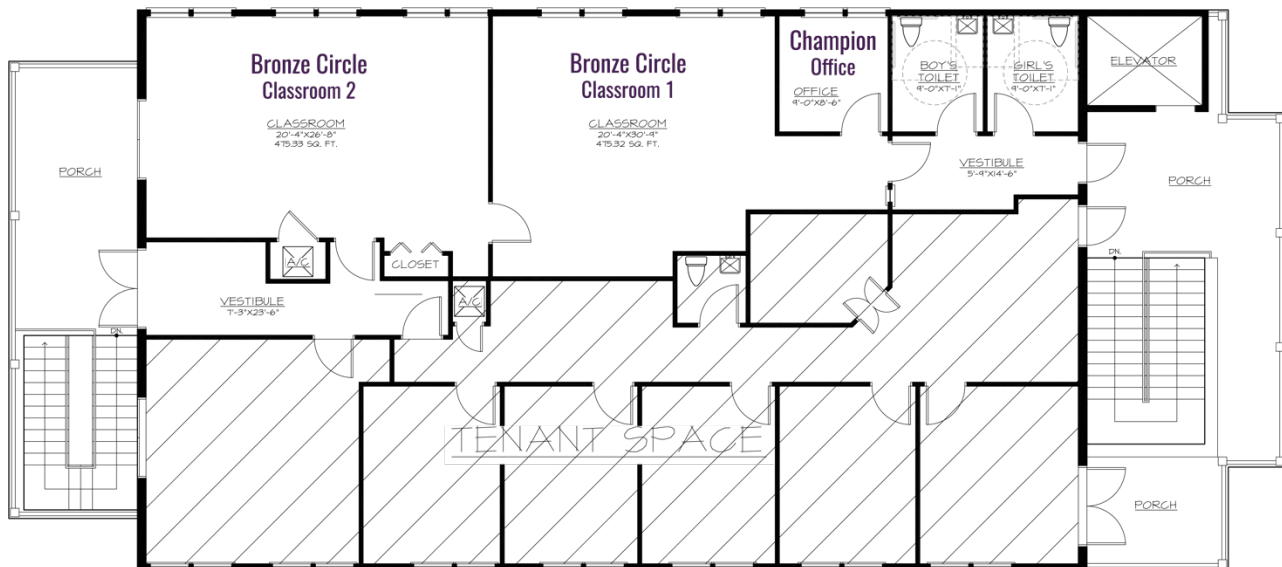 Bronze Circle
Classroom 2
CLASSROOM
20'-4"X26'-8"
475.33 SQ. FT.
Bronze Circle
Classroom 1
CLASSROOM
20'-4"X30'-9"
475.32 SQ. FT.
Champion
Office
OFFICE
9'-0"X8'-6"
BOY'S
TOILET
9'-0"X7'-1"
GIRL'S
TOILET
9'-0"X7'-1"
ELEVATOR
PORCH
VESTIBULE
5'-9"X14'-6"
PORCH
A/C
CLOSET
DN.
VESTIBULE
7'-3"X23'-6"
A/C
DN.
TENANT SPACE
PORCH